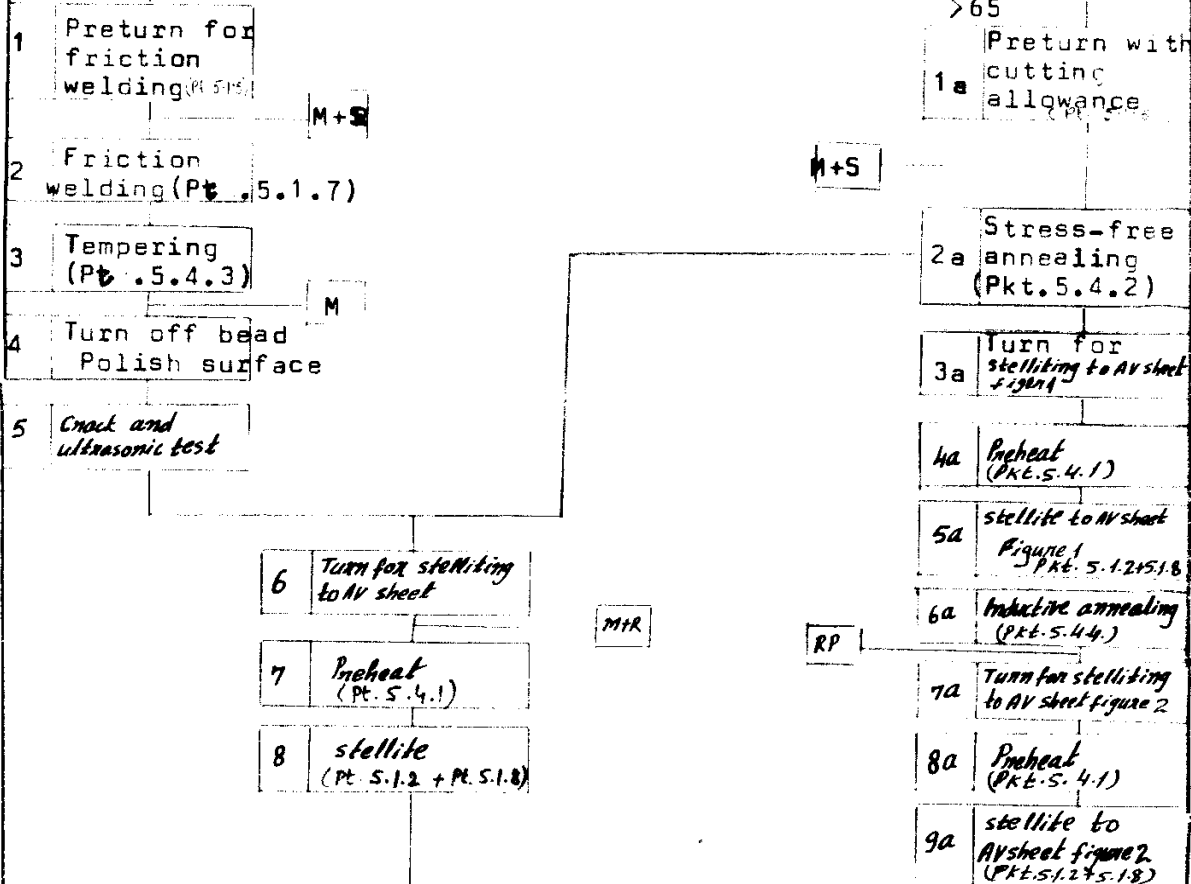 1 Preturn for
friction
welding
M+S
2 Friction
welding (Pt .5.1.7)
3 Tempering
(Pt .5.4.3)
M
4 Turn off bead
Polish surface
5 Crack and
ultrasonic test
6 Turn for stelliting
to AV sheet
M+R
7 Preheat
(Pt. 5.4.1)
8 stellite
(Pt. 5.1.2 + Pt. 5.1.8)
>65
1a Preturn with
cutting
allowance
M+S
2a Stress-free
annealing
(Pkt. 5.4.2)
3a Turn for
stelliting to AV sheet
4a Preheat
(Pkt. 5.4.1)
5a stellite to AV sheet
Figure 1
Pkt. 5.1.2+5.1.8
6a Inductive annealing
(Pkt. 5.4.4.)
RP
7a Turn for stelliting
to AV sheet figure 2
8a Preheat
(Pkt. 5.4.1)
9a stellite to
AV sheet figure 2
(Pkt. 5.1.2+5.1.8)